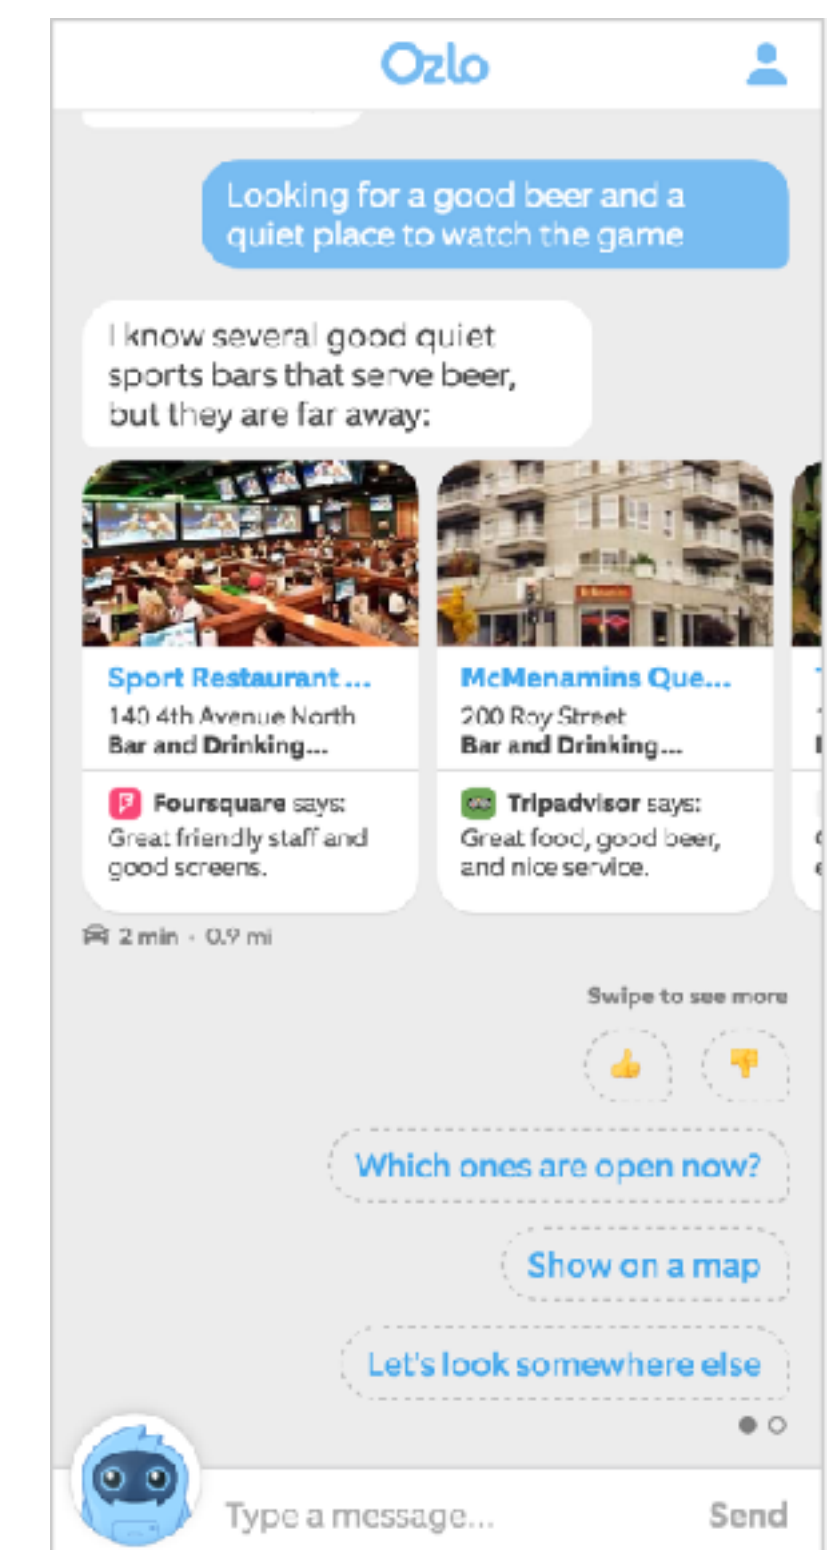 Ozlo
Looking for a good beer and a
quiet place to watch the game
I know several good quiet
sports bars that serve beer,
but they are far away:
Sport Restaurant ...
140 4th Avenue North
Bar and Drinking...
Foursquare says:
Great friendly staff and
good screens.
McMenamins Que...
200 Roy Street
Bar and Drinking...
Tripadvisor says:
Great food, good beer,
and nice service.
2 min · 0.9 mi
Swipe to see more
Which ones are open now?
Show on a map
Let's look somewhere else
Type a message...
Send